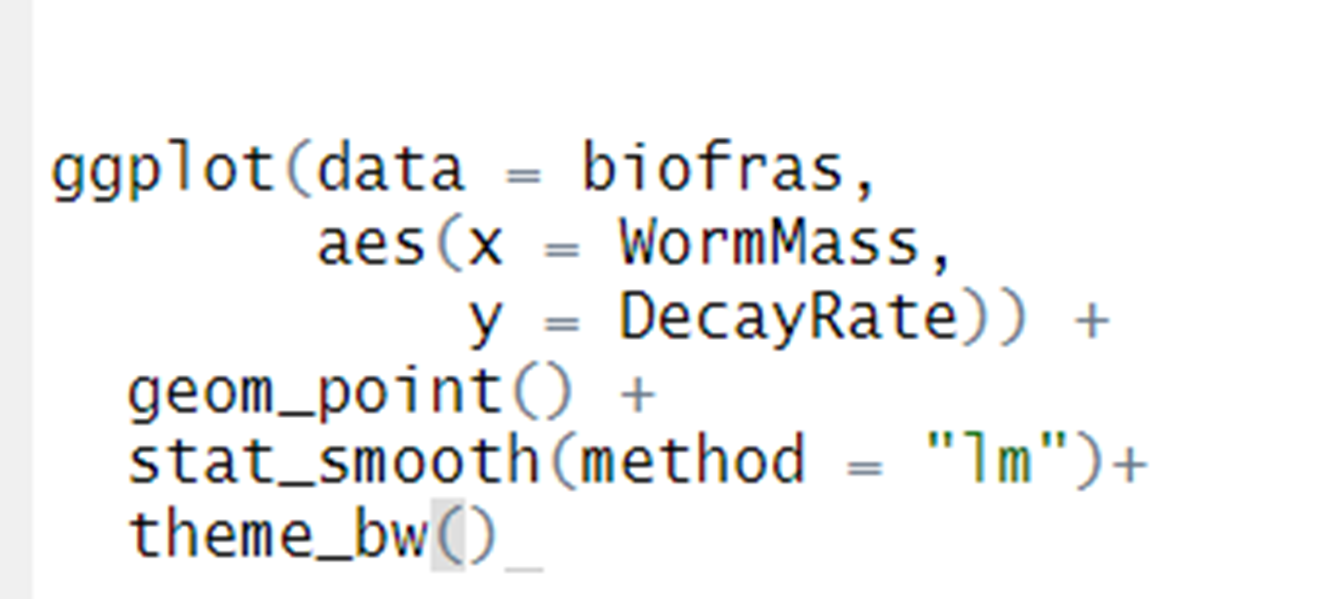 ggplot(data = biofras,
aes(x = WormMass,
y = DecayRate)) +
geom_point() +
stat_smooth(method = "lm")+
theme_bw()